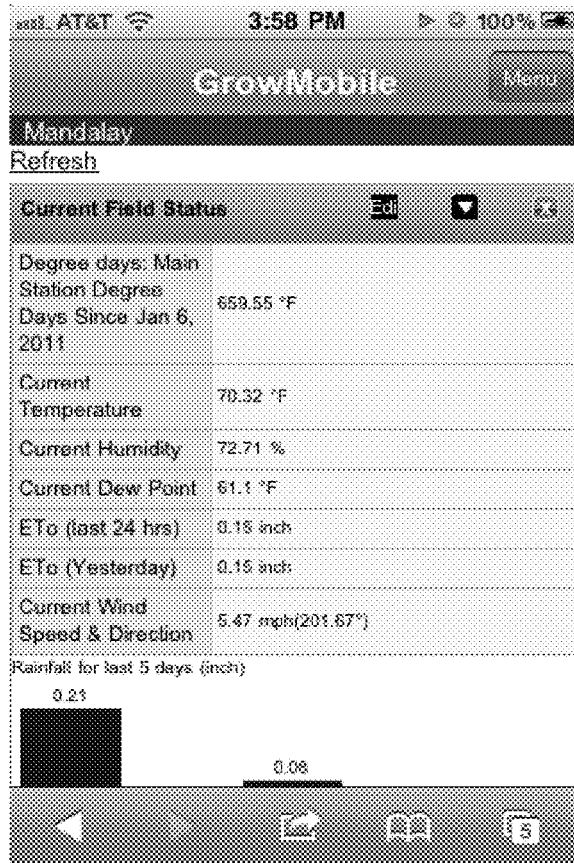 AT&T 3:58 PM 100%
GrowMobile Menu
Mandalay
Refresh
Current Field Status Edi
Degree days: Main
Station Degree
Days Since Jan 6,
2011
659.55 °F
Current
Temperature
70.32 °F
Current Humidity 72.71 %
Current Dew Point 61.1 °F
ETo (last 24 hrs) 0.18 inch
ETo (Yesterday) 0.15 inch
Current Wind
Speed & Direction
5.47 mph(201.67°)
Rainfall for last 5 days (inch)
0.21
0.06
5